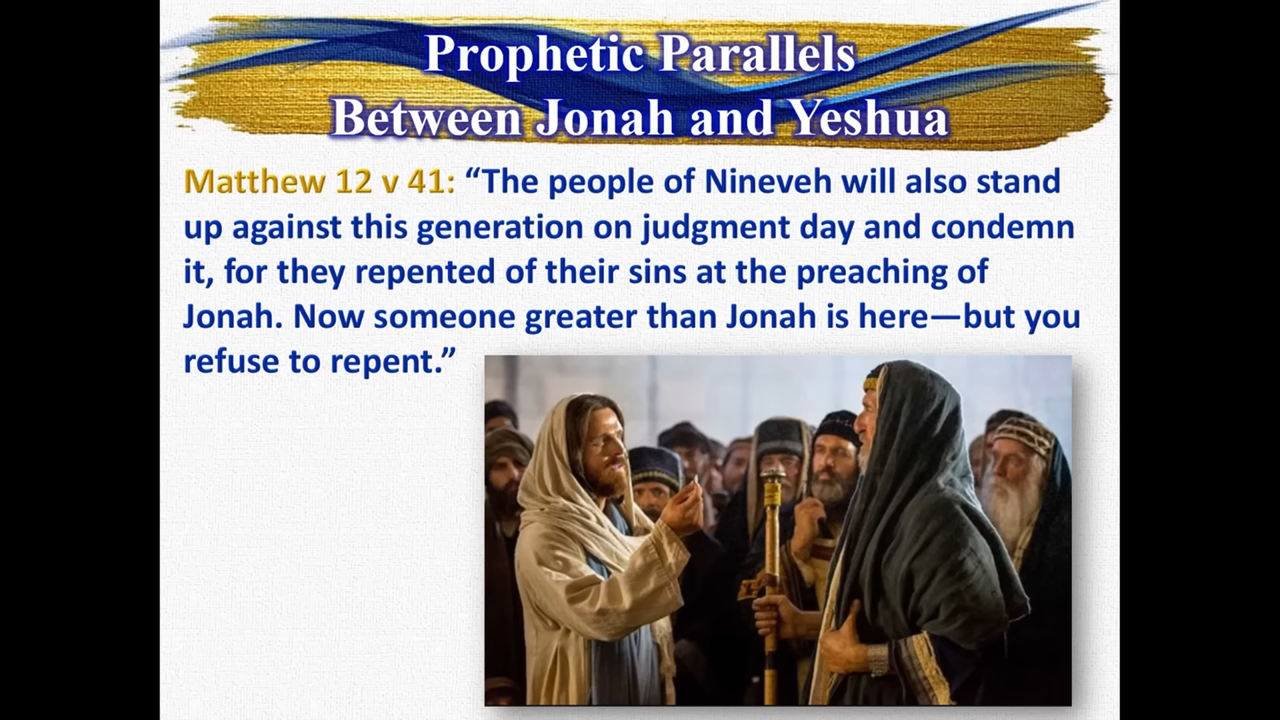 Prophetic Parallels
Between Jonah and Yeshua
Matthew 12 v 41: “The people of Nineveh will also stand
up against this generation on judgment day and condemn
it, for they repented of their sins at the preaching of
Jonah. Now someone greater than Jonah is here—but you
refuse to repent.”